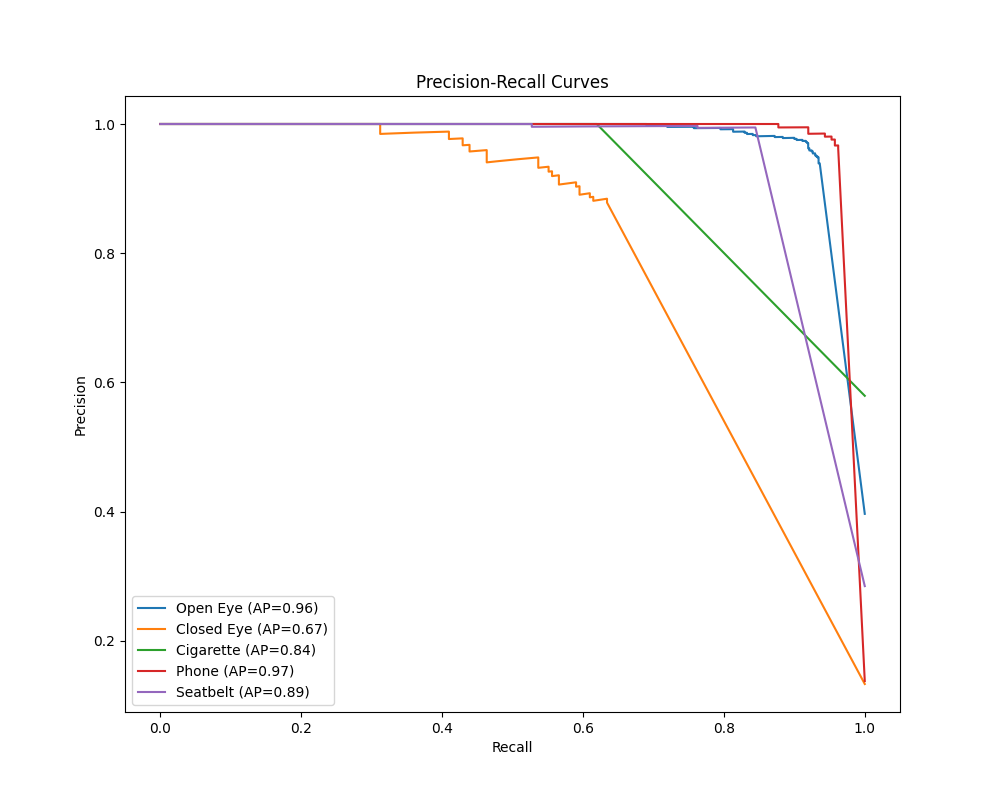 Precision-Recall Curves
Precision
1.0
0.8
0.6
0.4
0.2
Open Eye (AP=0.96)
Closed Eye (AP=0.67)
Cigarette (AP=0.84)
Phone (AP=0.97)
Seatbelt (AP=0.89)
0.0 0.2 0.4 0.6 0.8 1.0
Recall